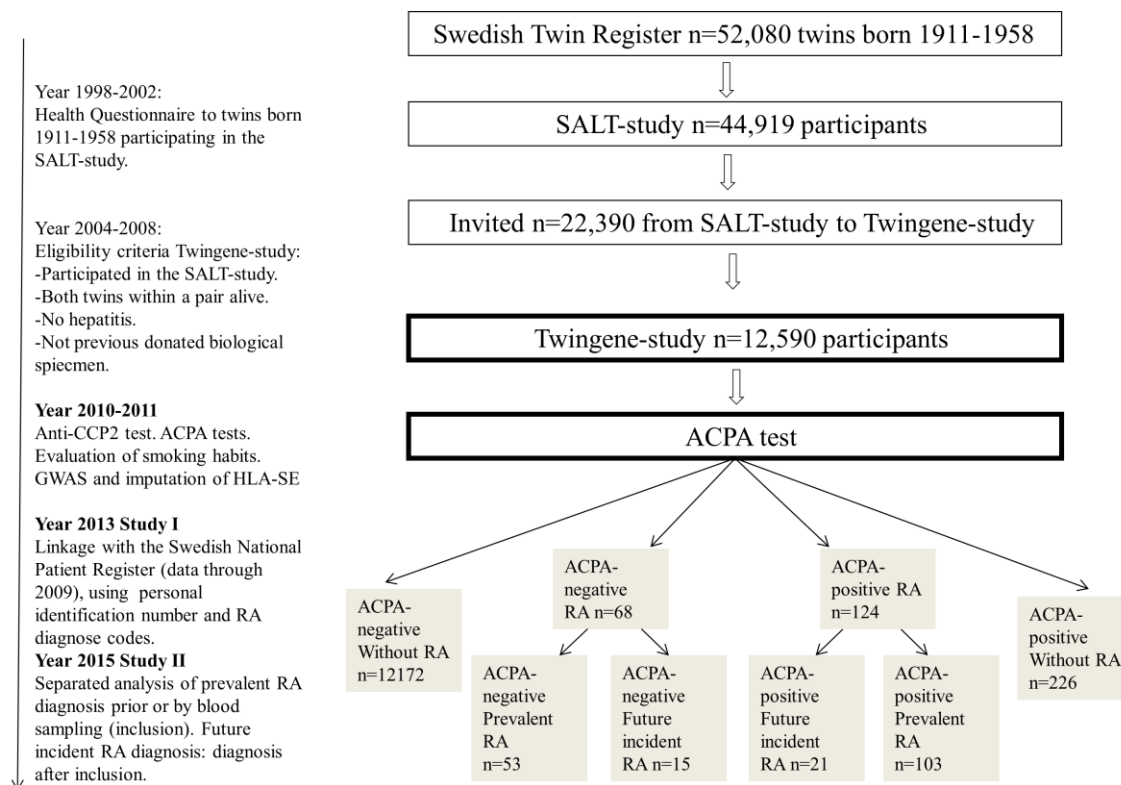 Swedish Twin Register n=52,080 twins born 1911-1958
Year 1998-2002:
Health Questionnaire to twins born
1911-1958 participating in the
SALT-study.
SALT-study n=44,919 participants
Year 2004-2008:
Eligibility criteria Twingene-study:
-Participated in the SALT-study.
-Both twins within a pair alive.
-No hepatitis.
-Not previous donated biological
spiecmen.
Invited n=22,390 from SALT-study to Twingene-study
Twingene-study n=12,590 participants
Year 2010-2011
Anti-CCP2 test. ACPA tests.
Evaluation of smoking habits.
GWAS and imputation of HLA-SE
ACPA test
Year 2013 Study I
Linkage with the Swedish National
Patient Register (data through
2009), using personal
identification number and RA
diagnose codes.
Year 2015 Study II
Separated analysis of prevalent RA
diagnosis prior or by blood
sampling (inclusion). Future
incident RA diagnosis: diagnosis
after inclusion.
ACPA-
negative
Without RA
n=12172
ACPA-
negative
RA n=68
ACPA-
positive RA
n=124
ACPA-
positive
Without RA
n=226
ACPA-
negative
Prevalent
RA
n=53
ACPA-
negative
Future
incident
RA n=15
ACPA-
positive
Future
incident
RA n=21
ACPA-
positive
Prevalent
RA
n=103